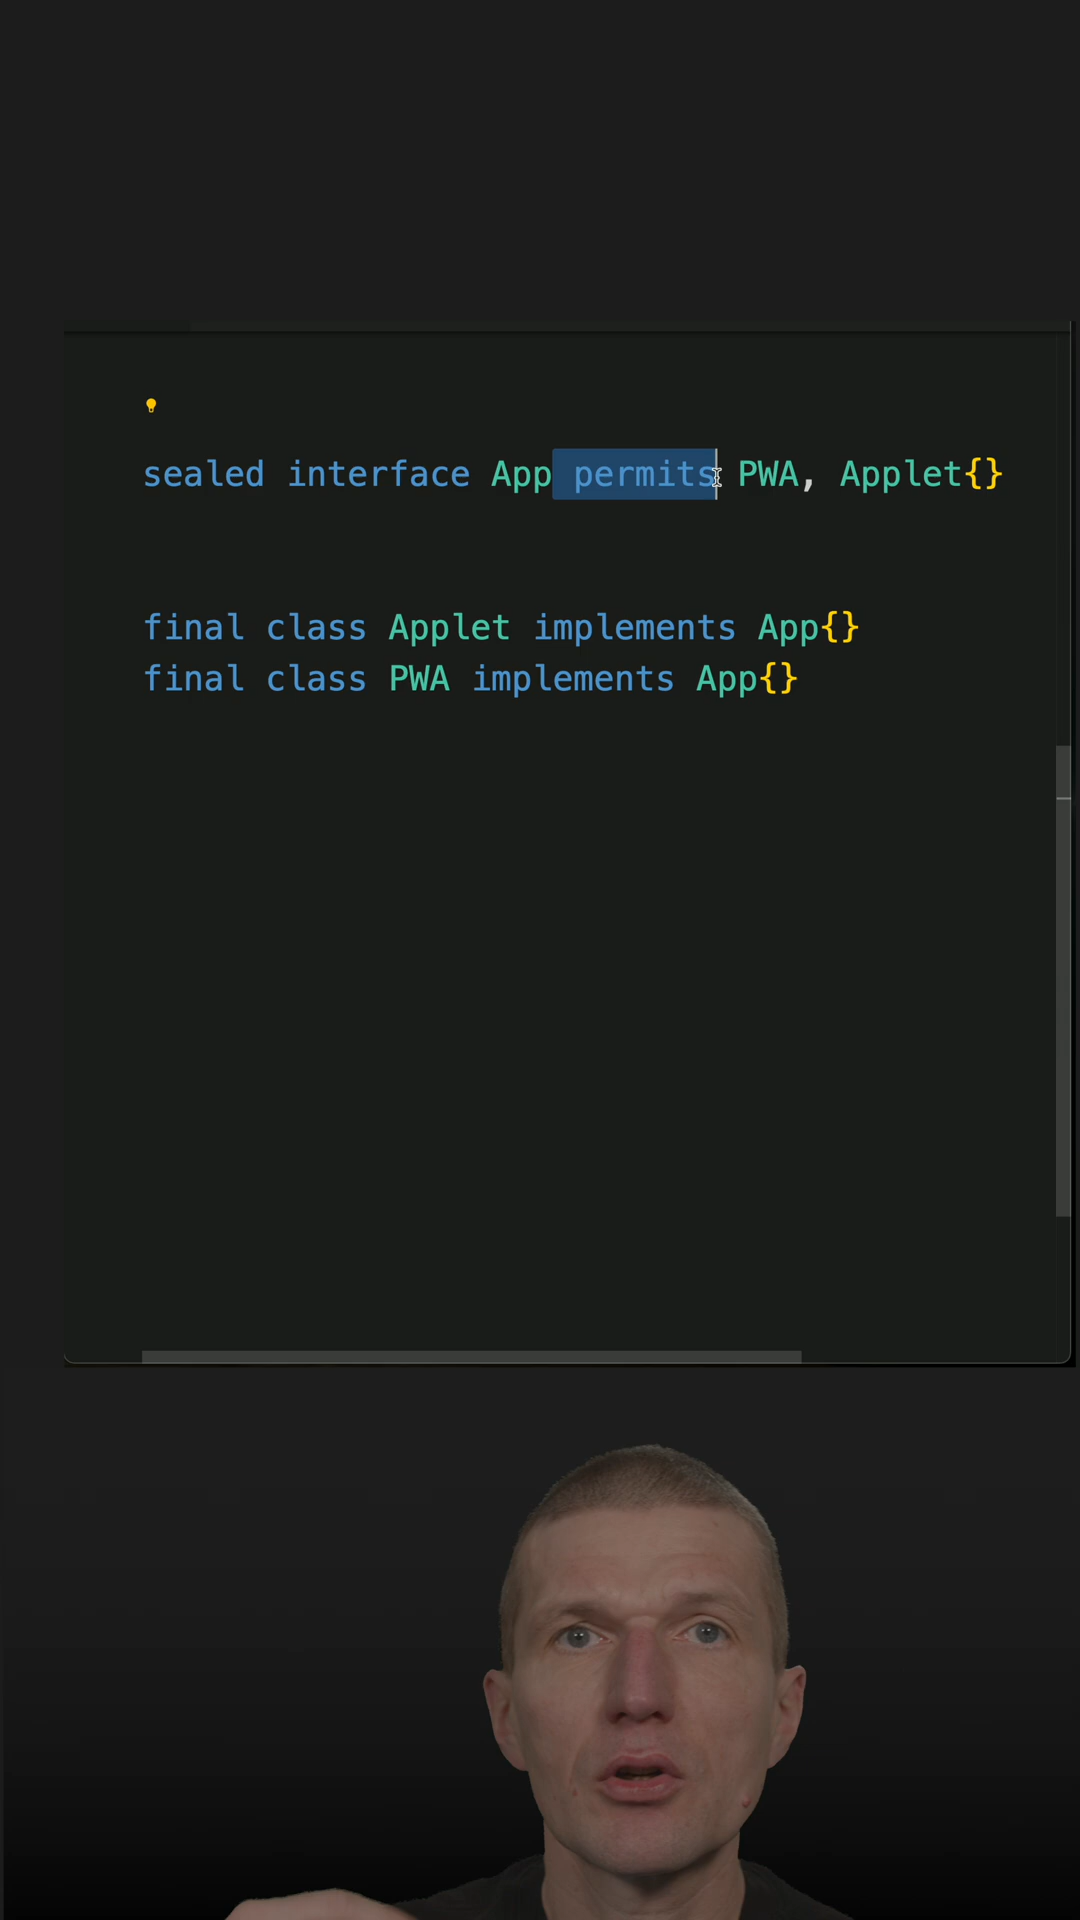 sealed interface App permits PWA, Applet{}
final class Applet implements App{}
final class PWA implements App{}